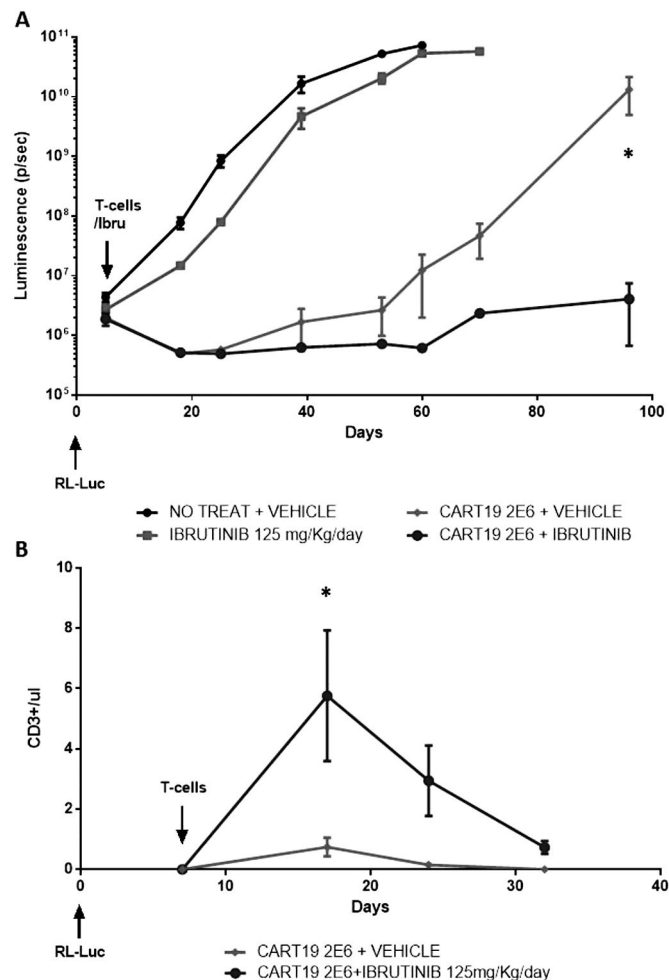 A
10¹¹
10¹⁰
10⁹
10⁸
10⁷
10⁶
10⁵
Luminescence (p/sec)
T-cells
/Ibru
*
0 20 40 60 80 100
Days
RL-Luc
NO TREAT + VEHICLE CART19 2E6 + VEHICLE
IBRUTINIB 125 mg/Kg/day CART19 2E6 + IBRUTINIB
B
10
8
6
4
2
0
CD3+/ul
*
T-cells
0 10 20 30 40
Days
RL-Luc
CART19 2E6 + VEHICLE
CART19 2E6+IBRUTINIB 125mg/Kg/day